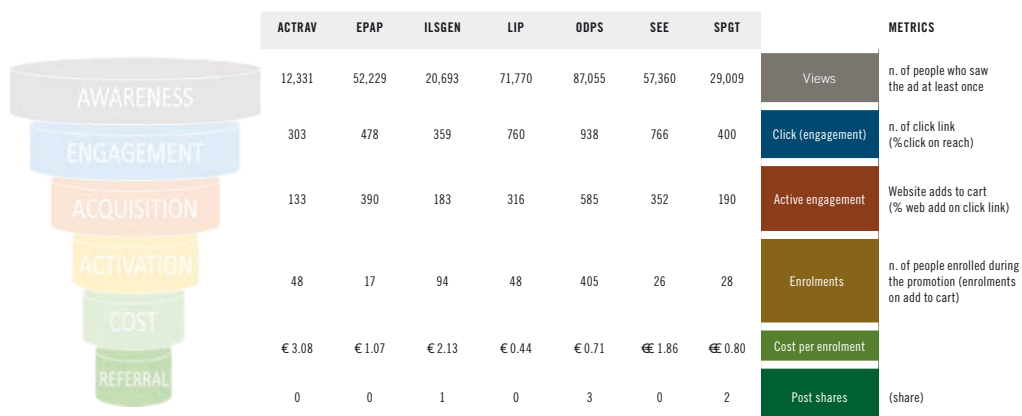 ACTRAV EPAP ILSGEN LIP ODPS SEE SPGT METRICS
AWARENESS 12,331 52,229 20,693 71,770 87,055 57,360 29,009 Views n. of people who saw
the ad at least once
ENGAGEMENT 303 478 359 760 938 766 400 Click (engagement) n. of click link
(%click on reach)
ACQUISITION 133 390 183 316 585 352 190 Active engagement Website adds to cart
(% web add on click link)
ACTIVATION 48 17 94 48 405 26 28 Enrolments n. of people enrolled during
the promotion (enrolments
on add to cart)
COST € 3.08 € 1.07 € 2.13 € 0.44 € 0.71 €€ 1.86 €€ 0.80 Cost per enrolment
REFERRAL 0 0 1 0 3 0 2 Post shares (share)